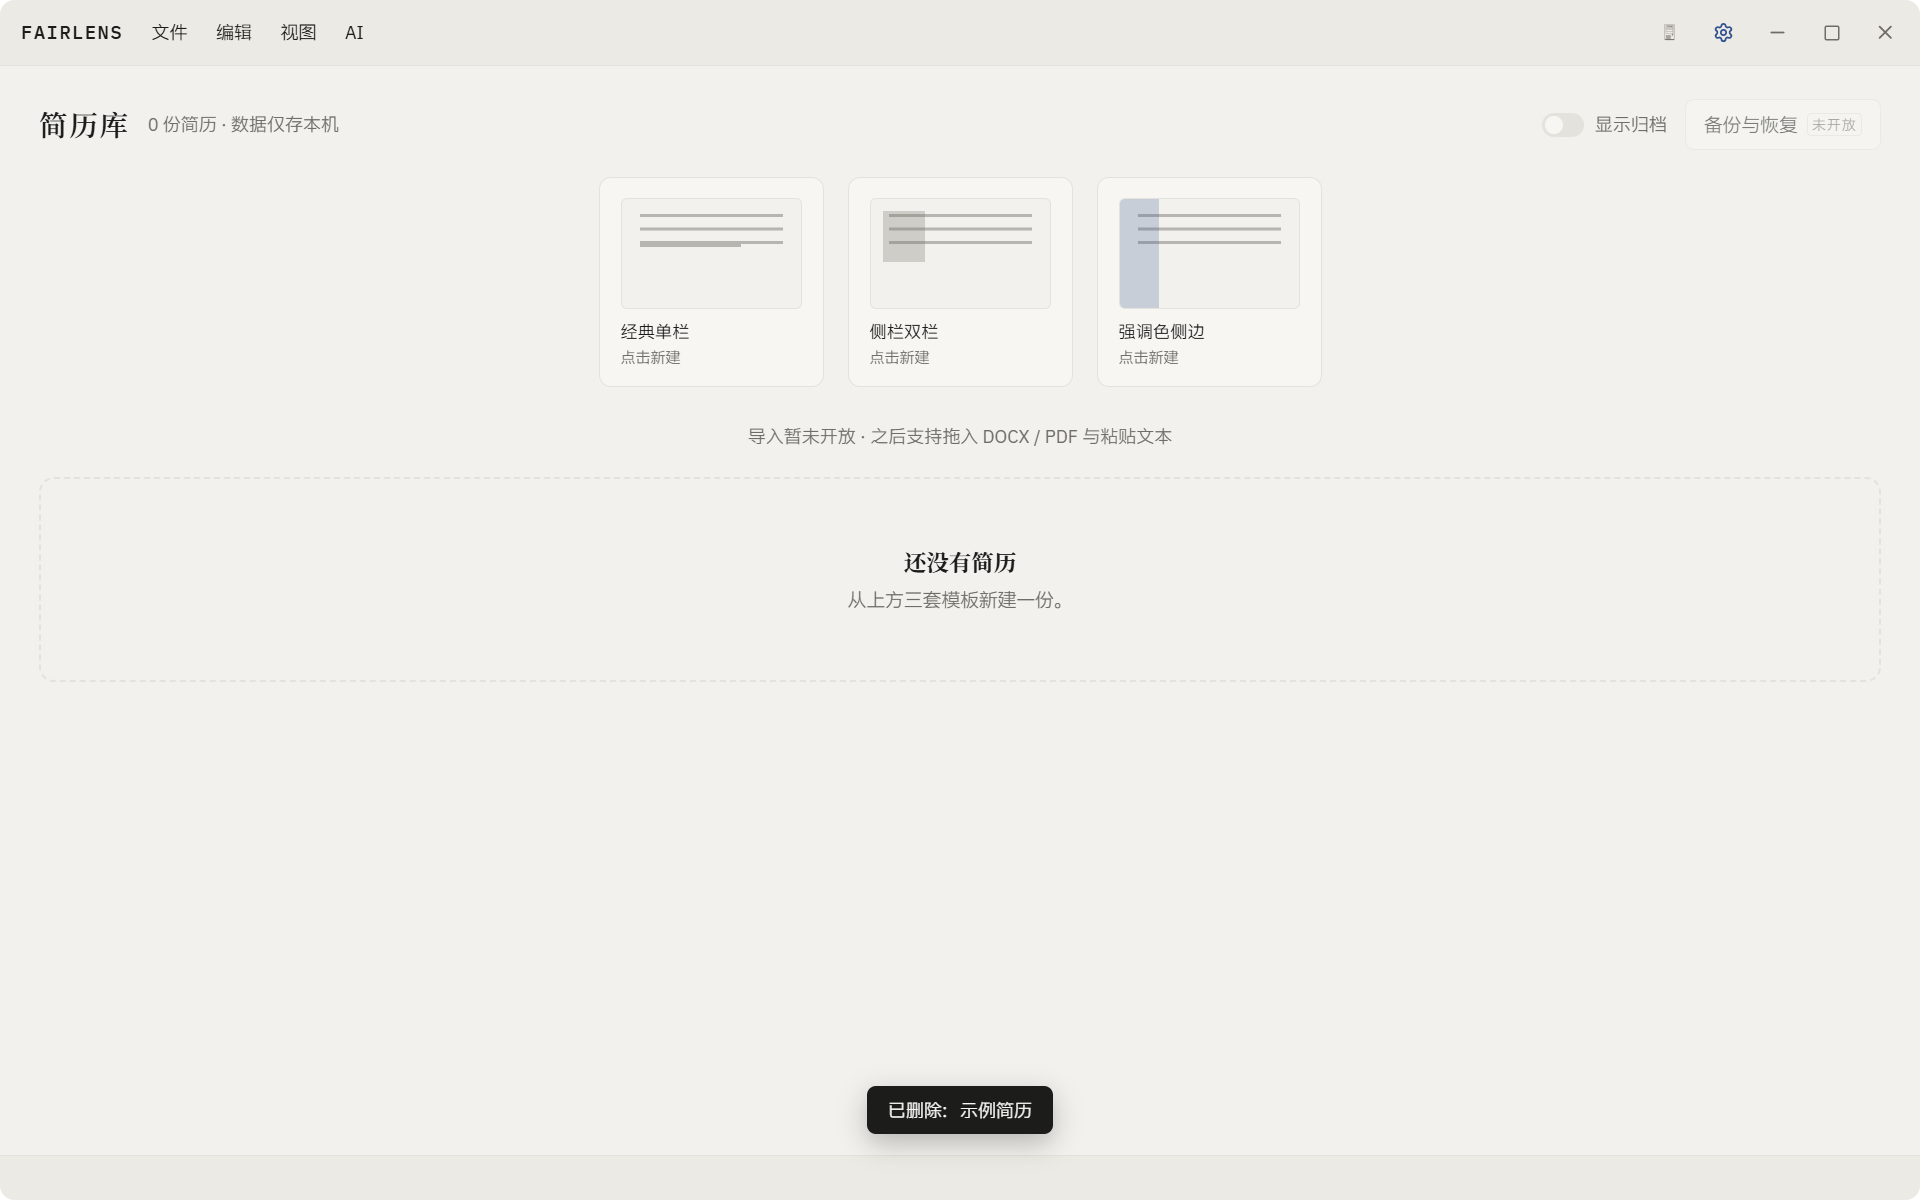 FAIRLENS 文件 编辑 视图 AI
简历库 0 份简历 · 数据仅存本机 显示归档 备份与恢复 未开放
经典单栏 侧栏双栏 强调色侧边
点击新建 点击新建 点击新建
导入暂未开放 · 之后支持拖入 DOCX / PDF 与粘贴文本
还没有简历
从上方三套模板新建一份。
已删除：示例简历